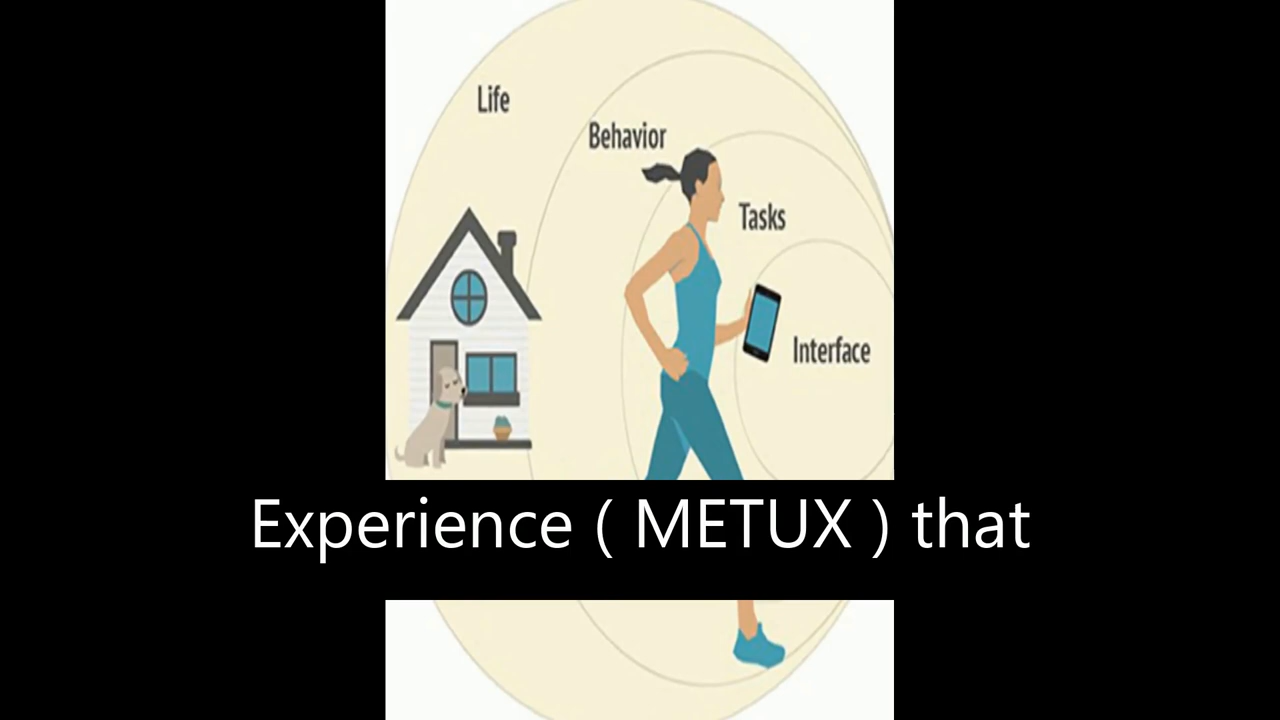 Life
Behavior
Tasks
Interface
Experience ( METUX ) that